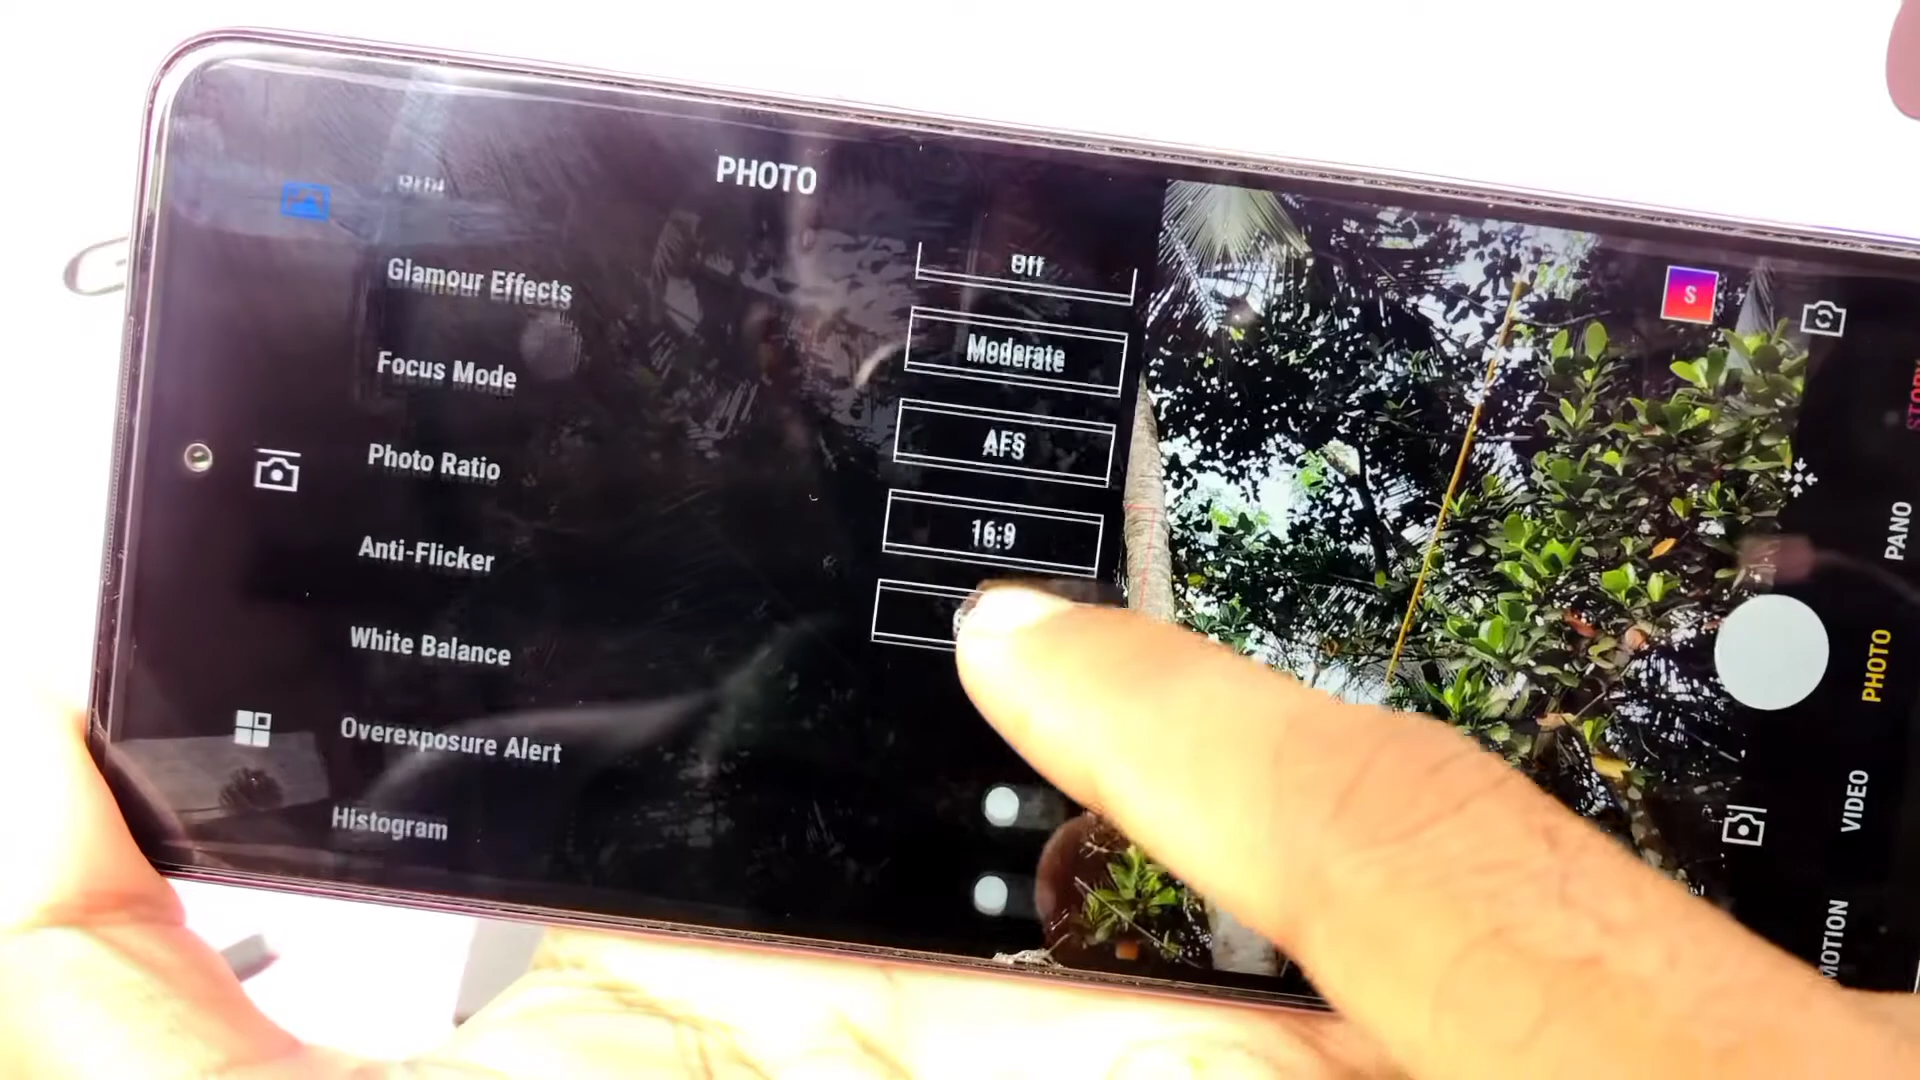 PHOTO
Off
Glamour Effects
Moderate
Focus Mode
AFS
Photo Ratio
16:9
Anti-Flicker
White Balance
Overexposure Alert
Histogram
S
STORY
PANO
PHOTO
VIDEO
MOTION